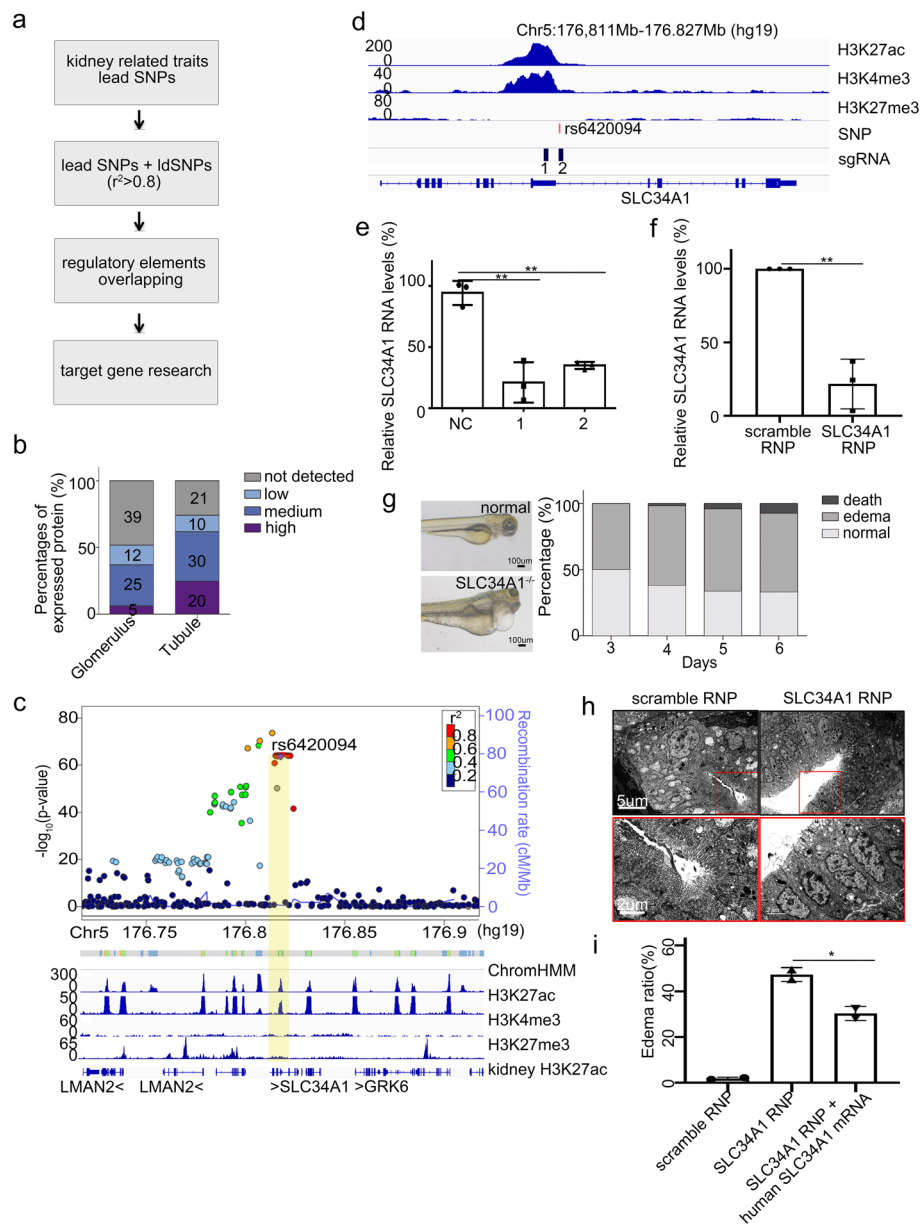 a
kidney related traits
lead SNPs
lead SNPs + ldSNPs
(r²>0.8)
regulatory elements
overlapping
target gene research
b
Percentages of
expressed protein (%)
100
50
0
39
12
25
5
21
10
30
20
Glomerulus
Tubule
not detected
low
medium
high
c
-log10(p-value)
80
60
40
20
0
r²
0.8
0.6
0.4
0.2
rs6420094
100
80
60
40
20
0
Recombination rate (cM/Mb)
Chr5
176.75
176.8
176.85
176.9
(hg19)
ChromHMM
300
0
H3K27ac
50
0
H3K4me3
60
0
H3K27me3
65
0
kidney H3K27ac
LMAN2<
LMAN2<
>SLC34A1
>GRK6
d
Chr5:176,811Mb-176.827Mb (hg19)
200
0
H3K27ac
40
0
H3K4me3
80
0
H3K27me3
rs6420094
SNP
1
2
sgRNA
SLC34A1
e
Relative SLC34A1 RNA levels (%)
100
50
0
**
**
NC
1
2
f
Relative SLC34A1 RNA levels (%)
100
50
0
**
scramble
RNP
SLC34A1
RNP
g
normal
100um
SLC34A1-/-
100um
Percentage (%)
100
50
0
3
4
5
6
Days
death
edema
normal
h
scramble RNP
SLC34A1 RNP
5um
2um
i
Edema ratio(%)
60
40
20
0
*
scramble RNP
SLC34A1 RNP
SLC34A1 RNP +
human SLC34A1 mRNA